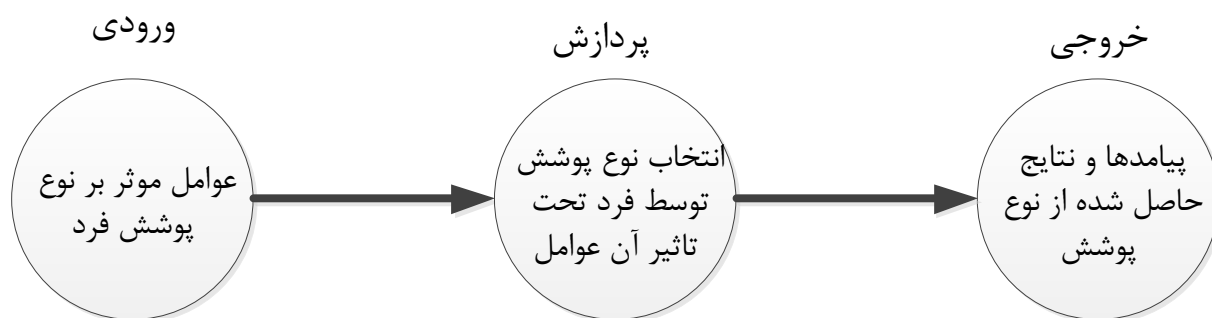 ورودی
پردازش
خروجی
عوامل موثر بر نوع
پوشش فرد
انتخاب نوع پوشش
توسط فرد تحت
تاثیر آن عوامل
پیامدها و نتایج
حاصل شده از نوع
پوشش